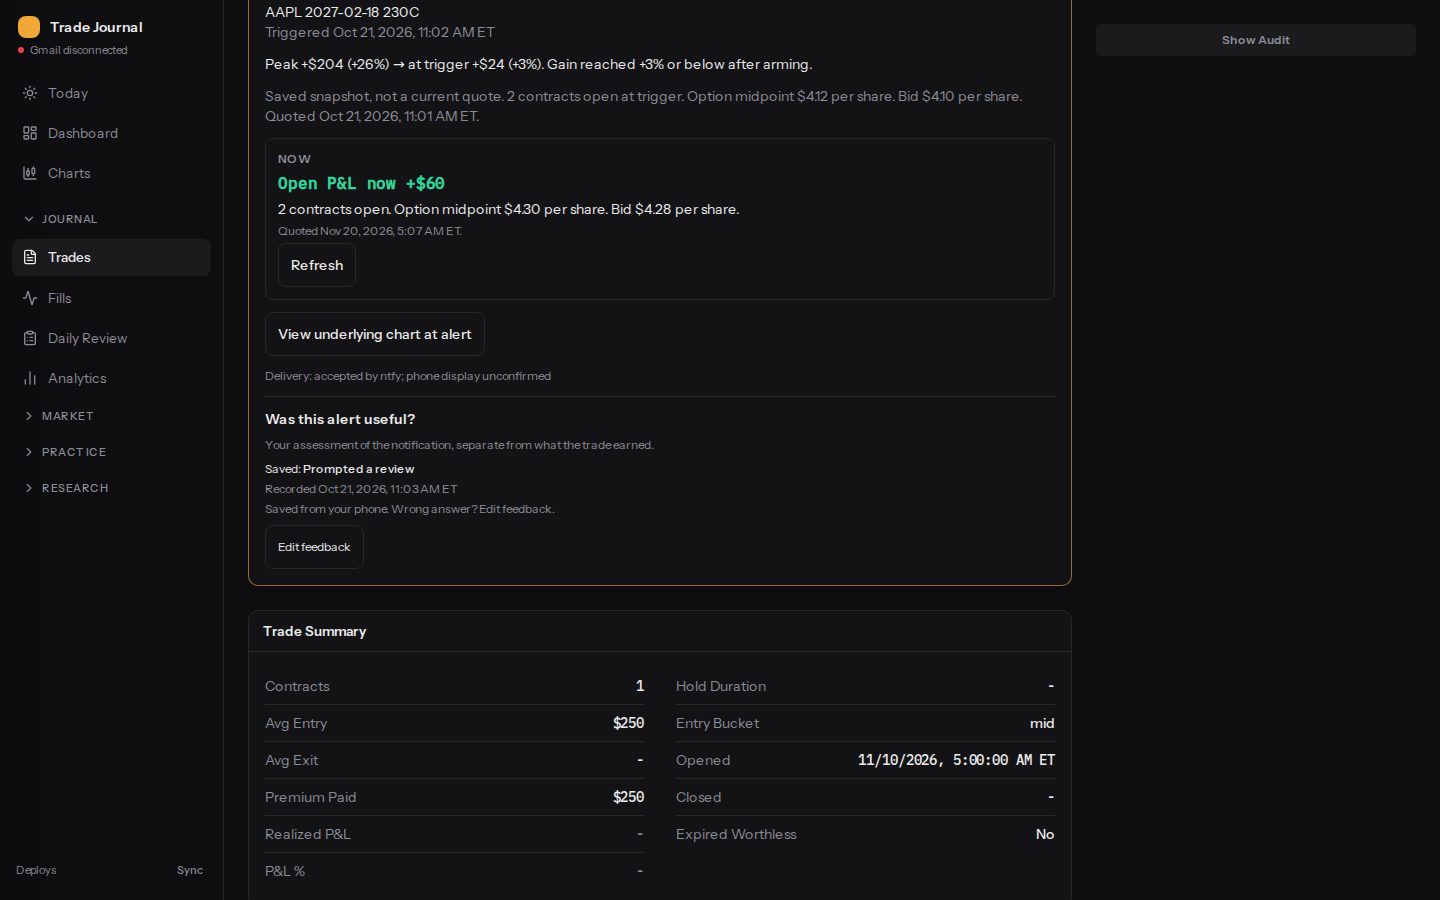 Trade Journal
Gmail disconnected
Today
Dashboard
Charts
JOURNAL
Trades
Fills
Daily Review
Analytics
MARKET
PRACTICE
RESEARCH
Deploys
Sync
AAPL 2027-02-18 230C
Triggered Oct 21, 2026, 11:02 AM ET
Peak +$204 (+26%) → at trigger +$24 (+3%). Gain reached +3% or below after arming.
Saved snapshot, not a current quote. 2 contracts open at trigger. Option midpoint $4.12 per share. Bid $4.10 per share.
Quoted Oct 21, 2026, 11:01 AM ET.
NOW
Open P&L now +$60
2 contracts open. Option midpoint $4.30 per share. Bid $4.28 per share.
Quoted Nov 20, 2026, 5:07 AM ET.
Refresh
View underlying chart at alert
Delivery: accepted by ntfy; phone display unconfirmed
Was this alert useful?
Your assessment of the notification, separate from what the trade earned.
Saved: Prompted a review
Recorded Oct 21, 2026, 11:03 AM ET
Saved from your phone. Wrong answer? Edit feedback.
Edit feedback
Trade Summary
Contracts 1
Avg Entry $250
Avg Exit -
Premium Paid $250
Realized P&L -
P&L % -
Hold Duration -
Entry Bucket mid
Opened 11/10/2026, 5:00:00 AM ET
Closed -
Expired Worthless No
Show Audit